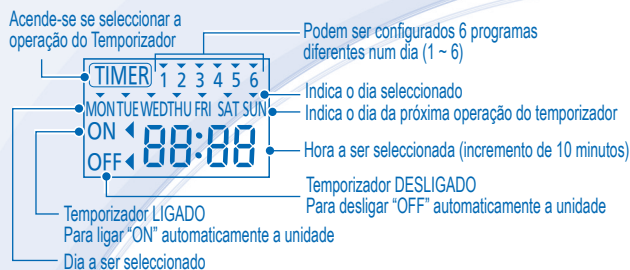 Acende-se se seleccionar a
operação do Temporizador
Podem ser configurados 6 programas
diferentes num dia (1 ~ 6)
TIMER 1 2 3 4 5 6
Indica o dia seleccionado
MON TUE WED THU FRI SAT SUN
Indica o dia da próxima operação do temporizador
ON
88:88
OFF
Hora a ser seleccionada (incremento de 10 minutos)
Temporizador DESLIGADO
Para desligar “OFF” automaticamente a unidade
Temporizador LIGADO
Para ligar “ON” automaticamente a unidade
Dia a ser seleccionado